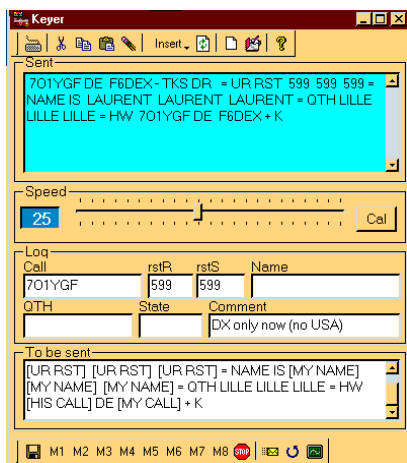 Keyer
Insert
Sent
7O1YGF DE F6DEX - TKS DR = UR RST 599 599 599 =
NAME IS LAURENT LAURENT LAURENT = QTH LILLE
LILLE LILLE = HW 7O1YGF DE F6DEX + K
Speed
25
Cal
Log
Call rstR rstS Name
7O1YGF 599 599
QTH State Comment
DX only now (no USA)
To be sent
[UR RST] [UR RST] [UR RST] = NAME IS [MY NAME]
[MY NAME] [MY NAME] = QTH LILLE LILLE LILLE = HW
[HIS CALL] DE [MY CALL] + K
M1 M2 M3 M4 M5 M6 M7 M8 STOP